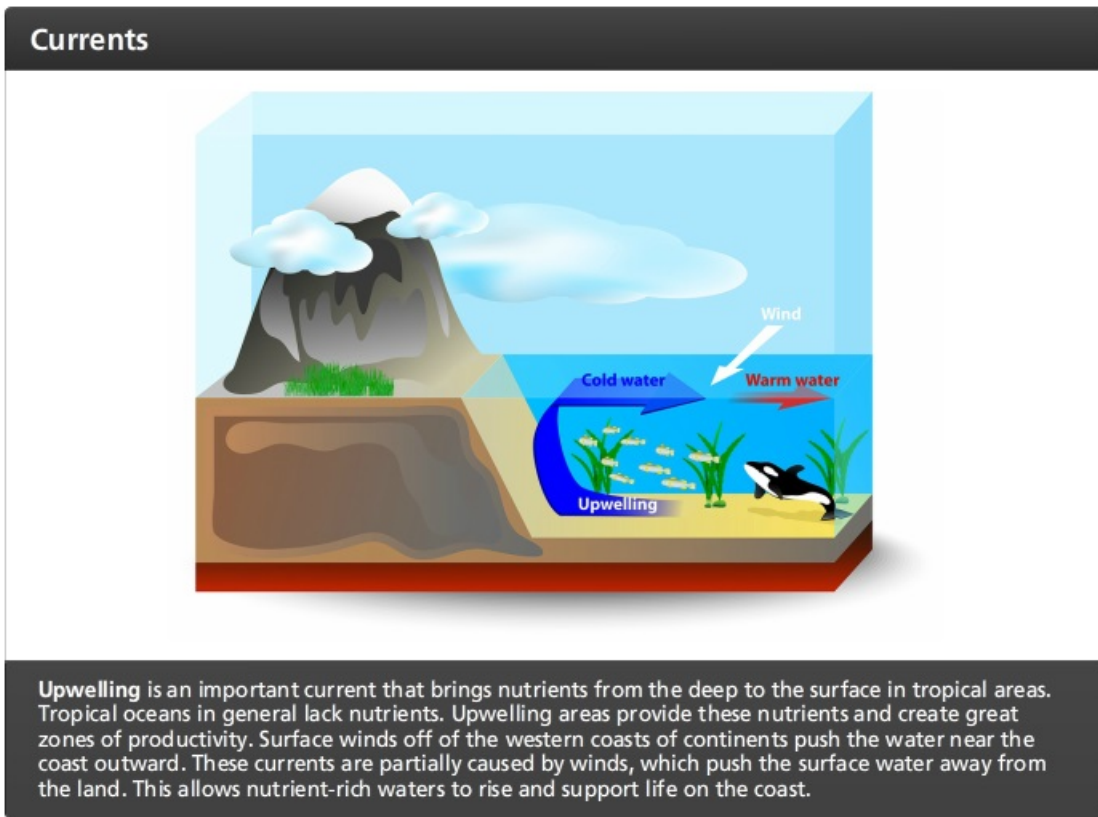 Currents
Wind
Cold water
Warm water
Upwelling
Upwelling is an important current that brings nutrients from the deep to the surface in tropical areas.
Tropical oceans in general lack nutrients. Upwelling areas provide these nutrients and create great
zones of productivity. Surface winds off of the western coasts of continents push the water near the
coast outward. These currents are partially caused by winds, which push the surface water away from
the land. This allows nutrient-rich waters to rise and support life on the coast.